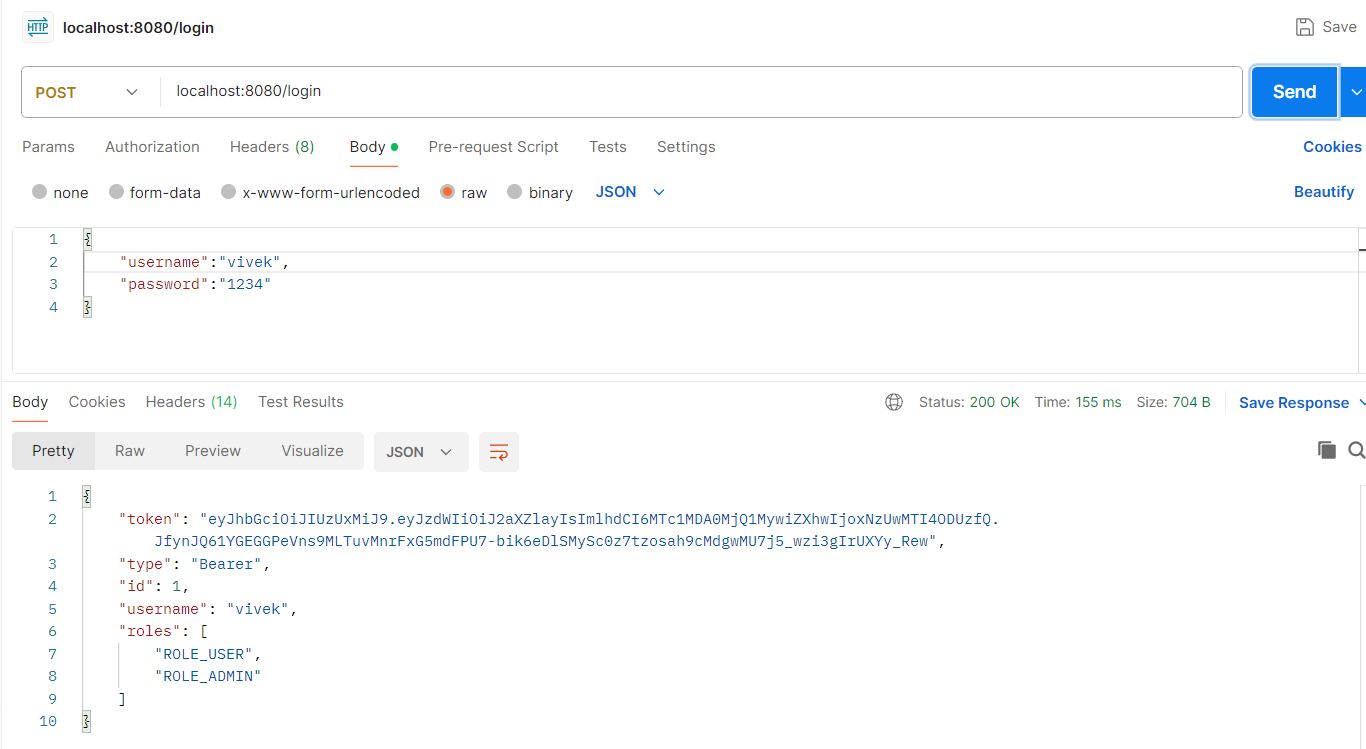 HTTP localhost:8080/login Save
POST localhost:8080/login Send
Params Authorization Headers (8) Body Pre-request Script Tests Settings Cookies
none form-data x-www-form-urlencoded raw binary JSON Beautify
1 {
2 "username":"vivek",
3 "password":"1234"
4 }
Body Cookies Headers (14) Test Results Status: 200 OK Time: 155 ms Size: 704 B Save Response
Pretty Raw Preview Visualize JSON
1 {
2 "token": "eyJhbGciOiJIUzUxMiJ9.eyJzdWIiOiJ2aXZlayIsImlhdCI6MTc1MDA0MjQ1MywiZXhwIjoxNzUwMTI4ODUzfQ.
JfynJQ61YGEGGPeVns9MLTuvMnrFxG5mdFPU7-bik6eDlSMySc0z7tzosah9cMdgwMU7j5_wzi3gIrUXYy_Rew",
3 "type": "Bearer",
4 "id": 1,
5 "username": "vivek",
6 "roles": [
7 "ROLE_USER",
8 "ROLE_ADMIN"
9 ]
10 }